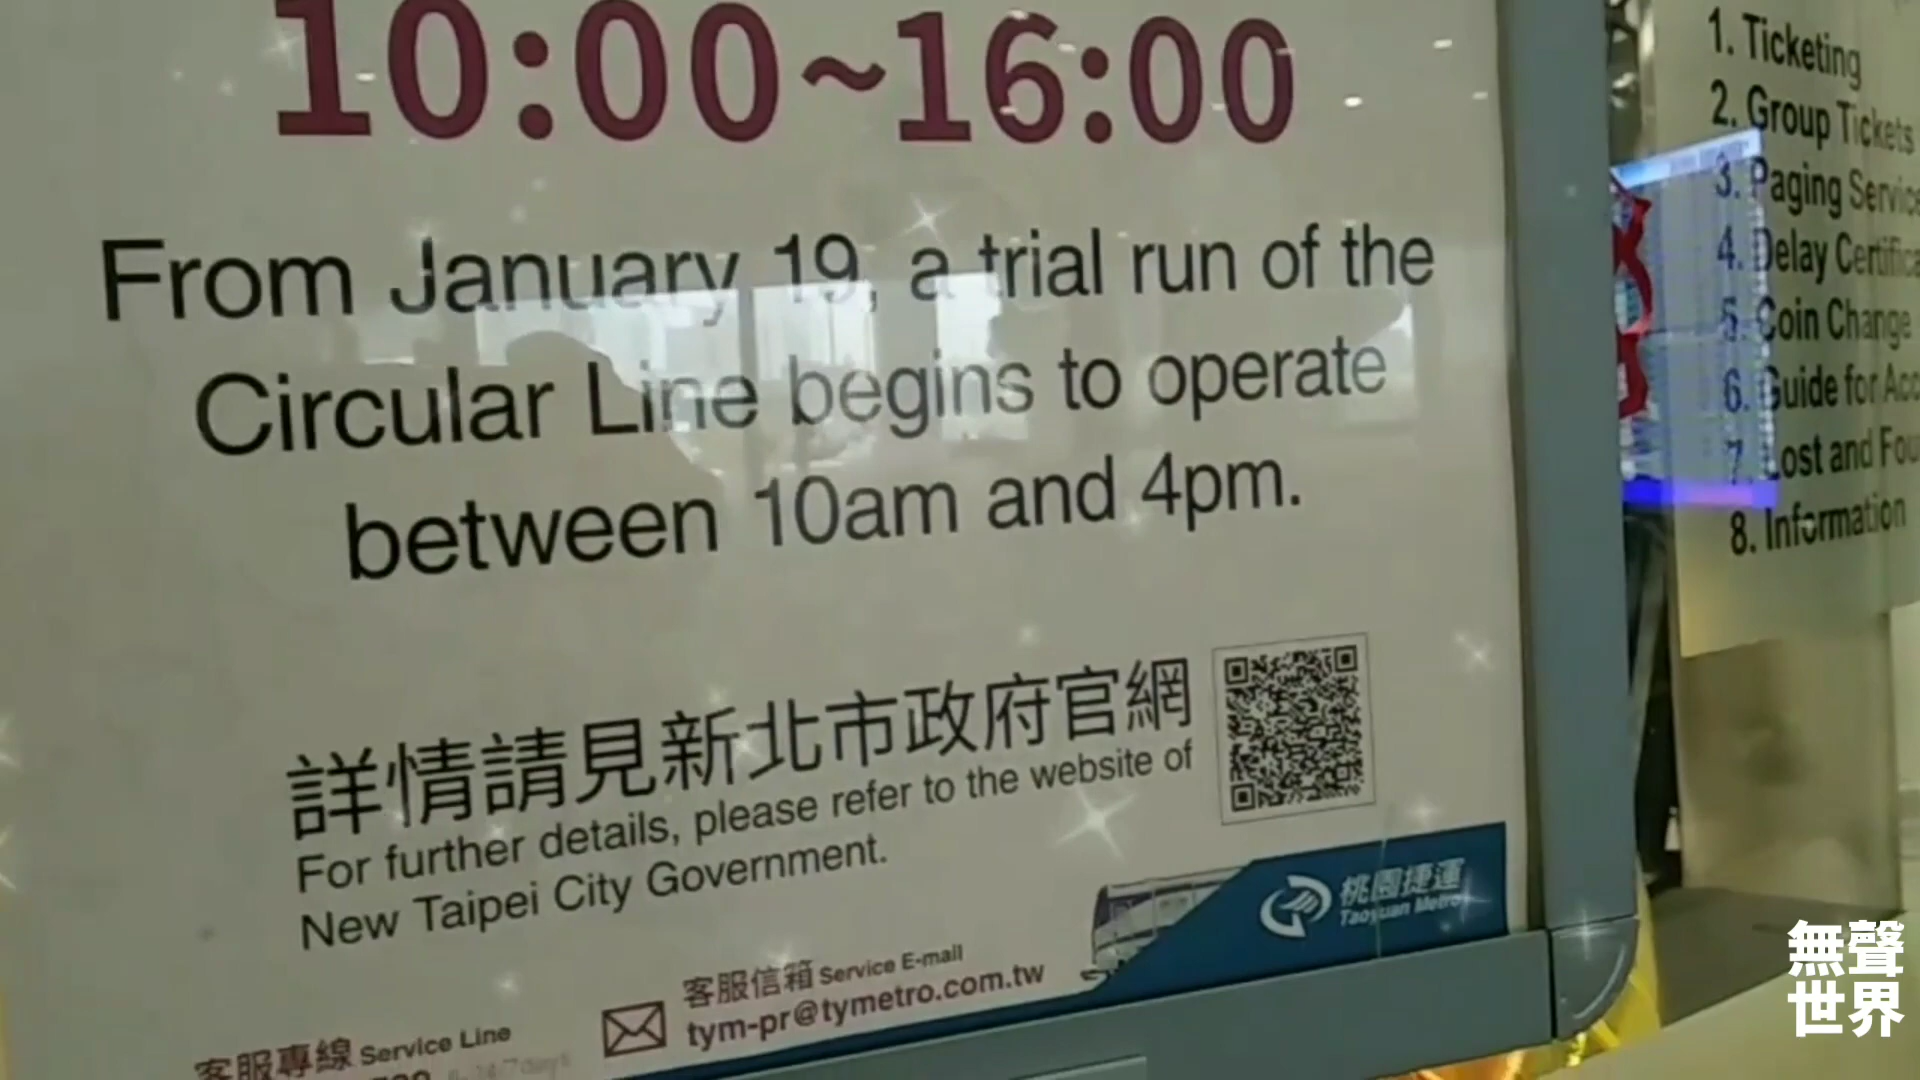 10:00~16:00
From January 19, a trial run of the
Circular Line begins to operate
between 10am and 4pm.
詳情請見新北市政府官網
For further details, please refer to the website of
New Taipei City Government.
桃園捷運
Taoyuan Metro
客服信箱 Service E-mail
tym-pr@tymetro.com.tw
客服專線 Service Line
1. Ticketing
2. Group Tickets
3. Paging Service
4. Delay
5. Coin Change
6. Guide for
7. Lost and
8. Information
無聲
世界